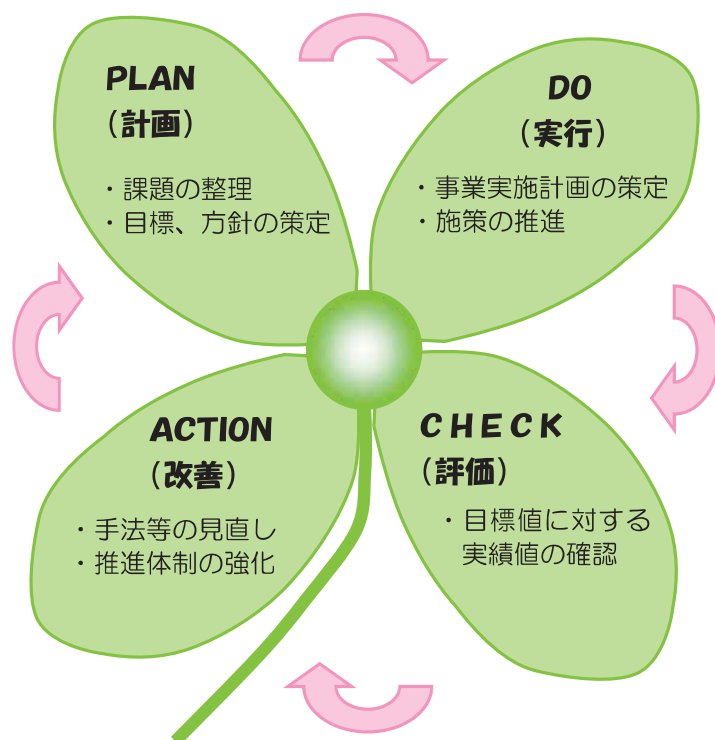 PLAN
（計画）
・課題の整理
・目標、方針の策定
DO
（実行）
・事業実施計画の策定
・施策の推進
CHECK
（評価）
・目標値に対する
実績値の確認
ACTION
（改善）
・手法等の見直し
・推進体制の強化